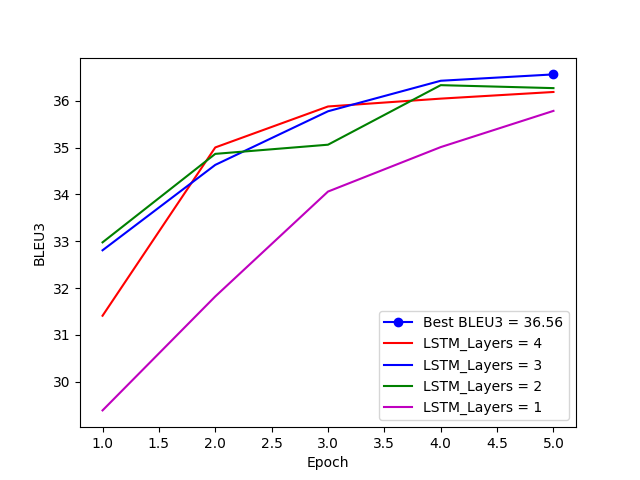 BLEU3
36
35
34
33
32
31
30
Best BLEU3 = 36.56
LSTM_Layers = 4
LSTM_Layers = 3
LSTM_Layers = 2
LSTM_Layers = 1
1.0 1.5 2.0 2.5 3.0 3.5 4.0 4.5 5.0
Epoch